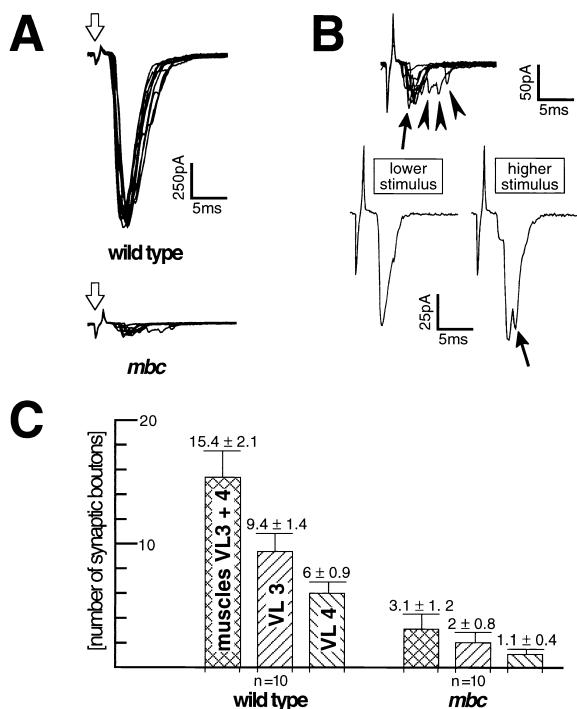 A
250pA
5ms
wild type
mbc
B
50pA
5ms
lower
stimulus
higher
stimulus
25pA
5ms
C
[number of synaptic boutons]
20
10
15.4 ± 2.1
9.4 ± 1.4
6 ± 0.9
3.1 ± 1. 2
2 ± 0.8
1.1 ± 0.4
muscles VL3 + 4
VL 3
VL 4
n=10
n=10
wild type
mbc